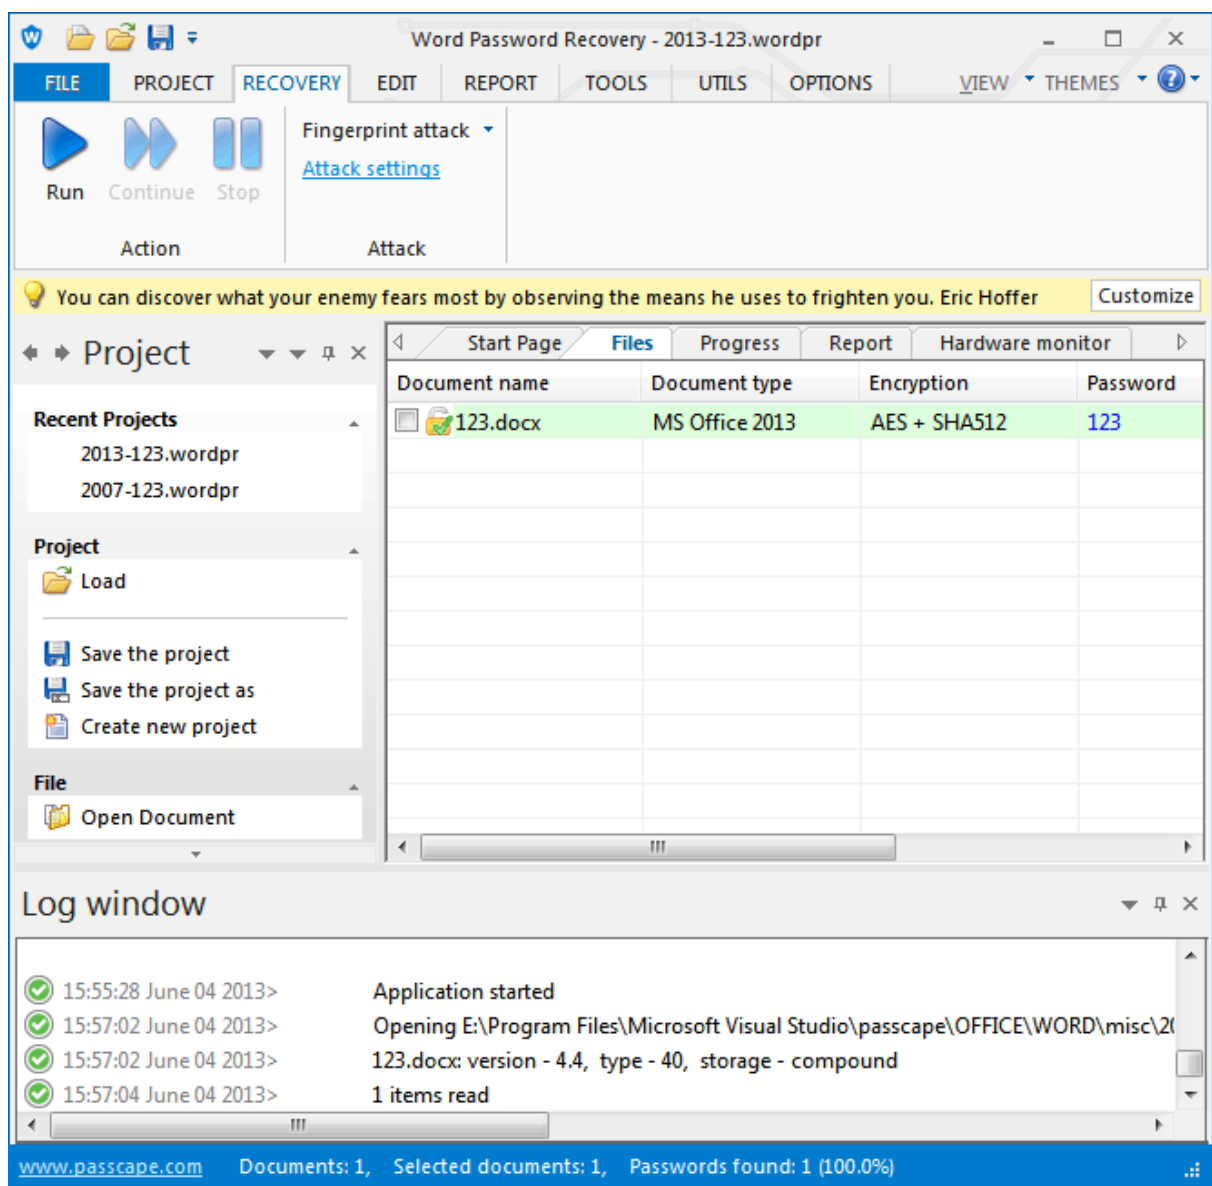 Word Password Recovery - 2013-123.wordpr
FILE PROJECT RECOVERY EDIT REPORT TOOLS UTILS OPTIONS VIEW THEMES
Fingerprint attack
Attack settings
Run Continue Stop
Action Attack
You can discover what your enemy fears most by observing the means he uses to frighten you. Eric Hoffer Customize
Project
Recent Projects
2013-123.wordpr
2007-123.wordpr
Project
Load
Save the project
Save the project as
Create new project
File
Open Document
Start Page Files Progress Report Hardware monitor
Document name Document type Encryption Password
123.docx MS Office 2013 AES + SHA512 123
Log window
15:55:28 June 04 2013> Application started
15:57:02 June 04 2013> Opening E:\Program Files\Microsoft Visual Studio\passcape\OFFICE\WORD\misc\20
15:57:02 June 04 2013> 123.docx: version - 4.4, type - 40, storage - compound
15:57:04 June 04 2013> 1 items read
www.passcape.com Documents: 1, Selected documents: 1, Passwords found: 1 (100.0%)